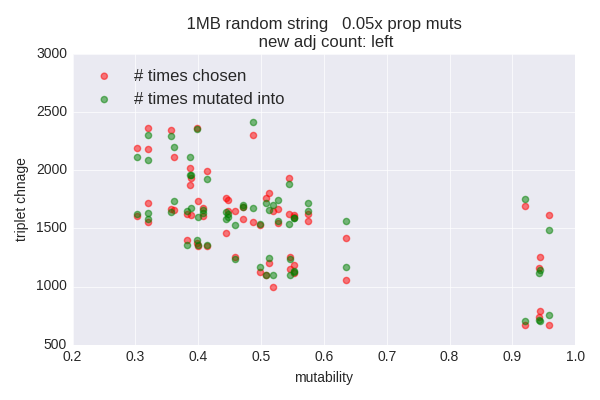 1MB random string   0.05x prop muts
new adj count: left
3000
# times chosen
# times mutated into
2500
2000
triplet chnage
1500
1000
500
0.2 0.3 0.4 0.5 0.6 0.7 0.8 0.9 1.0
mutability